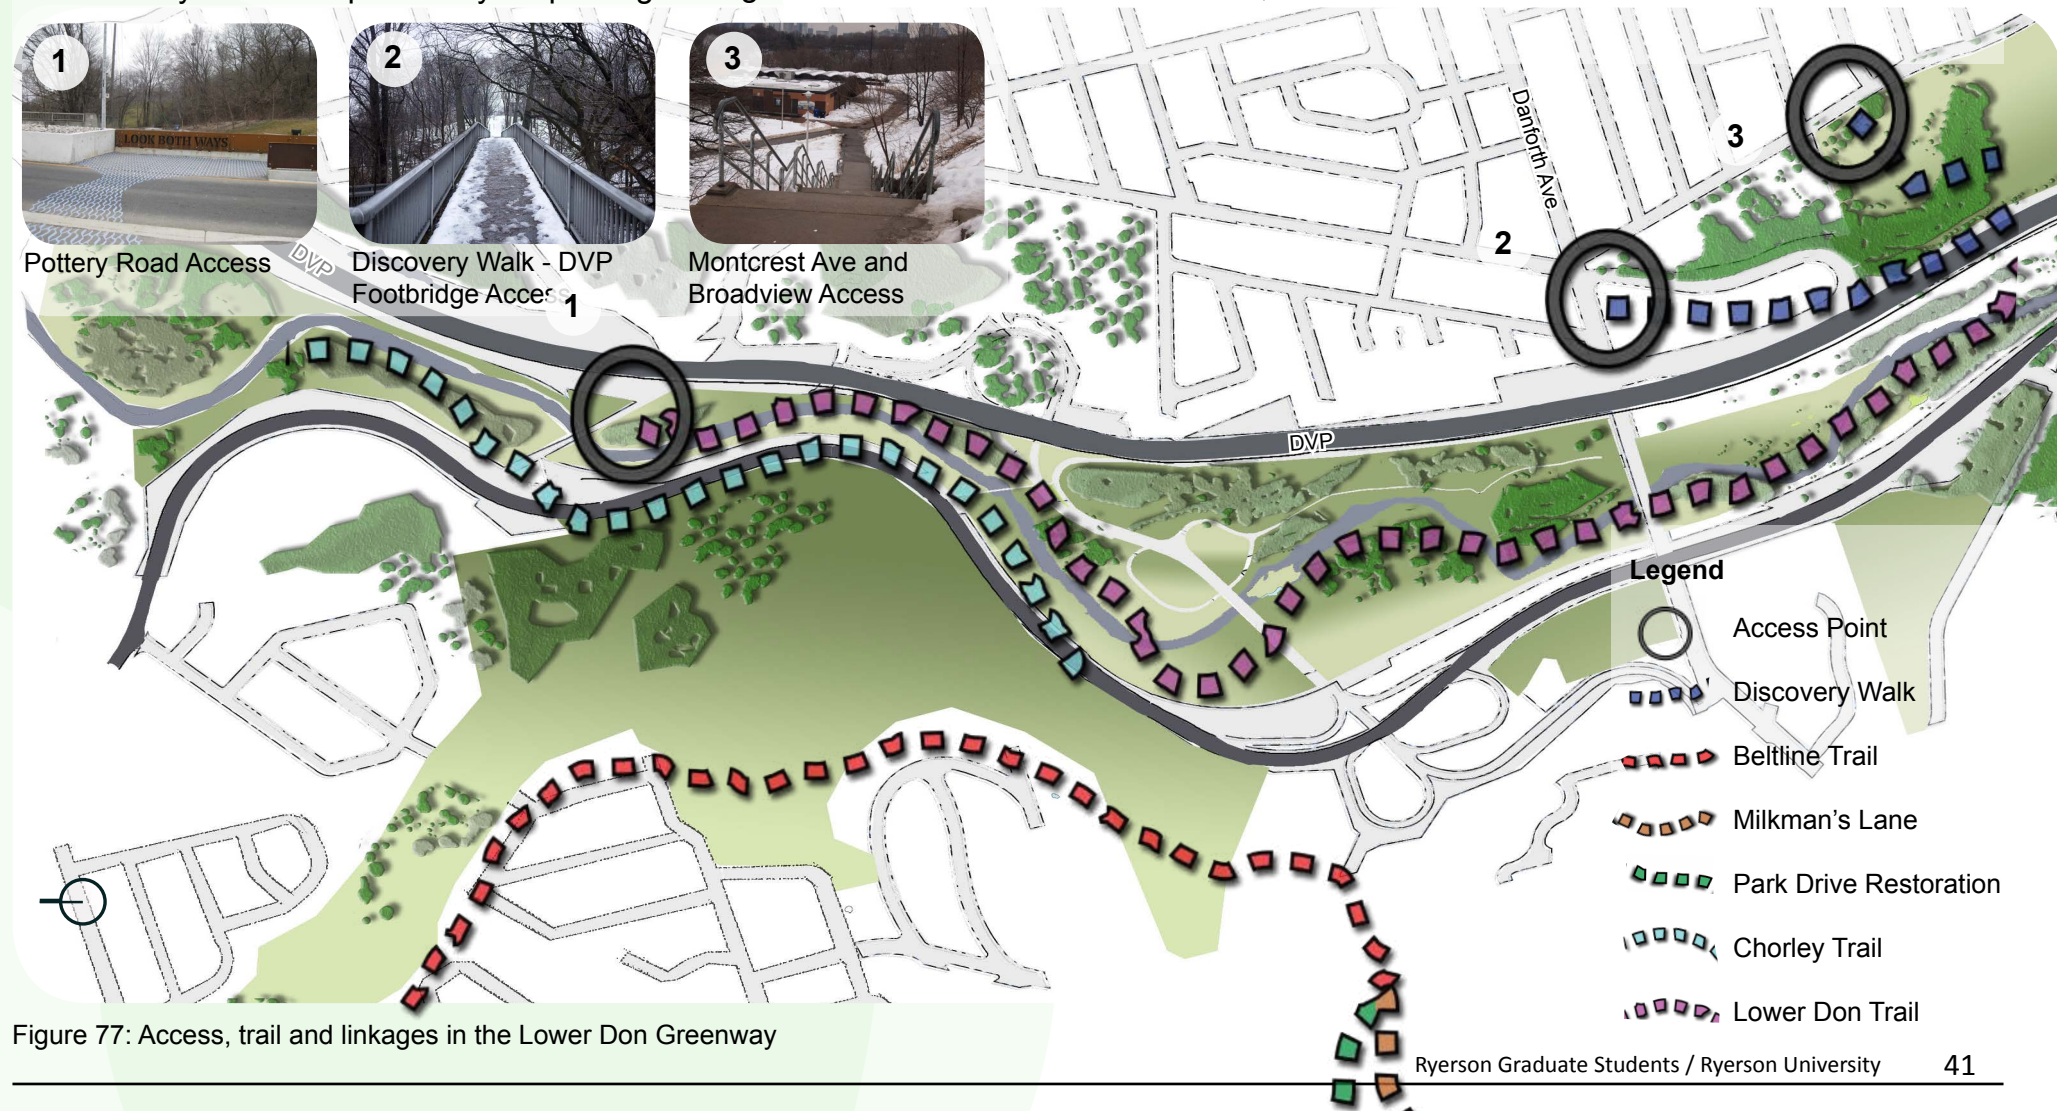 1
2
3
LOOK BOTH WAYS
Pottery Road Access
Discovery Walk - DVP
Footbridge Access
Montcrest Ave and
Broadview Access
DVP
1
Danforth Ave
3
2
DVP
Legend
Access Point
Discovery Walk
Beltline Trail
Milkman's Lane
Park Drive Restoration
Chorley Trail
Lower Don Trail
Figure 77: Access, trail and linkages in the Lower Don Greenway
Ryerson Graduate Students / Ryerson University 41